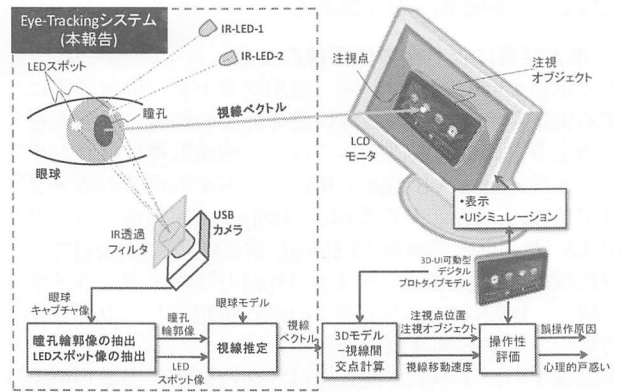 Eye-Trackingシステム
(本報告)
IR-LED-1
IR-LED-2
LEDスポット
瞳孔
視線ベクトル
眼球
注視点
注視
オブジェクト
LCD
モニタ
IR透過
フィルタ
USB
カメラ
•表示
•UIシミュレーション
3D-UI可動型
デジタル
プロトタイプモデル
眼球
キャプチャ像
瞳孔輪郭像の抽出
LEDスポット像の抽出
瞳孔
輪郭像
LED
スポット像
眼球モデル
視線推定
視線
ベクトル
3Dモデル
－視線間
交点計算
注視点位置
注視オブジェクト
視線移動速度
操作性
評価
誤操作原因
心理的戸惑い